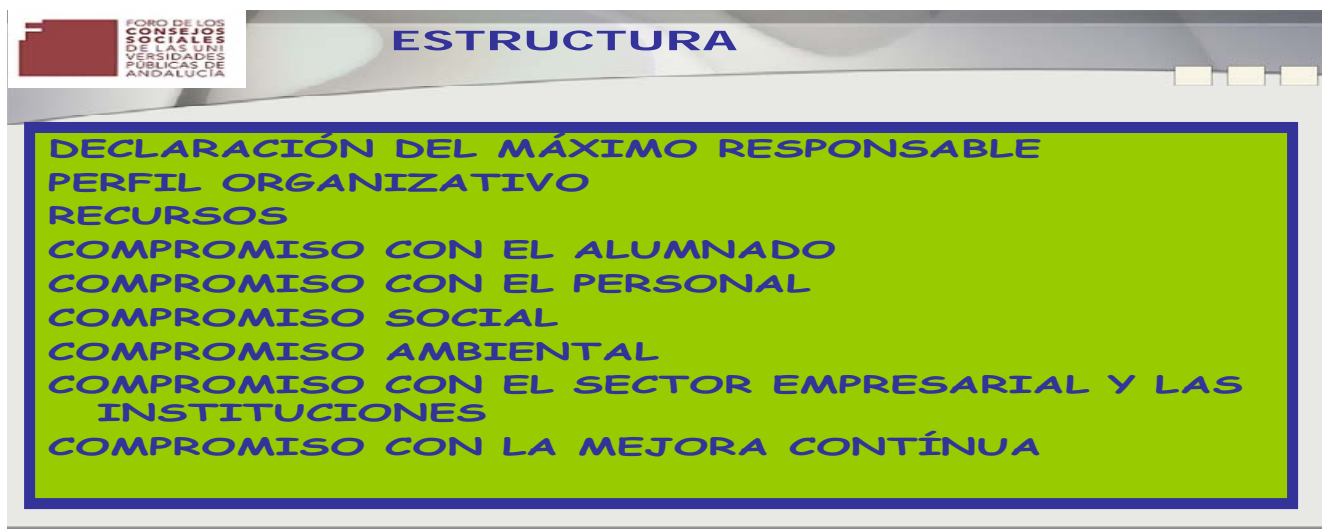 FORO DE LOS
CONSEJOS
SOCIALES
DE LAS UNI
VERSIDADES
PÚBLICAS DE
ANDALUCÍA
ESTRUCTURA
DECLARACIÓN DEL MÁXIMO RESPONSABLE
PERFIL ORGANIZATIVO
RECURSOS
COMPROMISO CON EL ALUMNADO
COMPROMISO CON EL PERSONAL
COMPROMISO SOCIAL
COMPROMISO AMBIENTAL
COMPROMISO CON EL SECTOR EMPRESARIAL Y LAS
INSTITUCIONES
COMPROMISO CON LA MEJORA CONTÍNUA